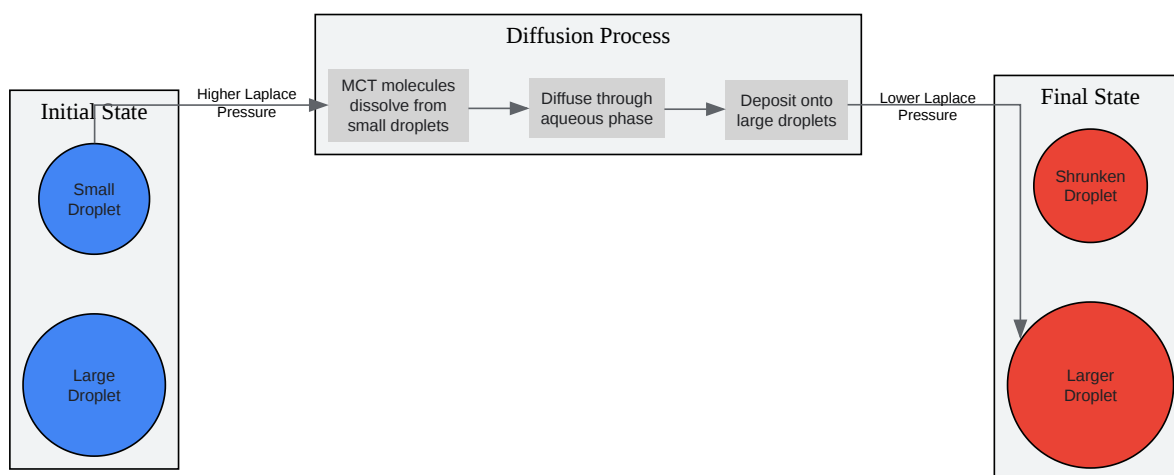 Diffusion Process
Initial State
Higher Laplace
Pressure
MCT molecules
dissolve from
small droplets
Diffuse through
aqueous phase
Deposit onto
large droplets
Lower Laplace
Pressure
Final State
Small
Droplet
Shrunken
Droplet
Large
Droplet
Larger
Droplet